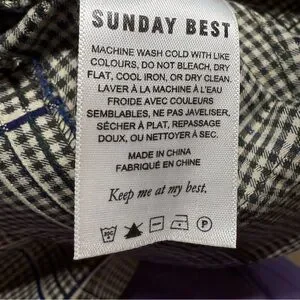 SUNDAY BEST
MACHINE WASH COLD WITH LIKE
COLOURS, DO NOT BLEACH, DRY
FLAT, COOL IRON, OR DRY CLEAN.
LAVER À LA MACHINE À L'EAU
FROIDE AVEC COULEURS
SEMBLABLES, NE PAS JAVELISER,
SÉCHER À PLAT, REPASSAGE
DOUX, OU NETTOYER À SEC.
MADE IN CHINA
FABRIQUÉ EN CHINE
Keep me at my best.
30C
P